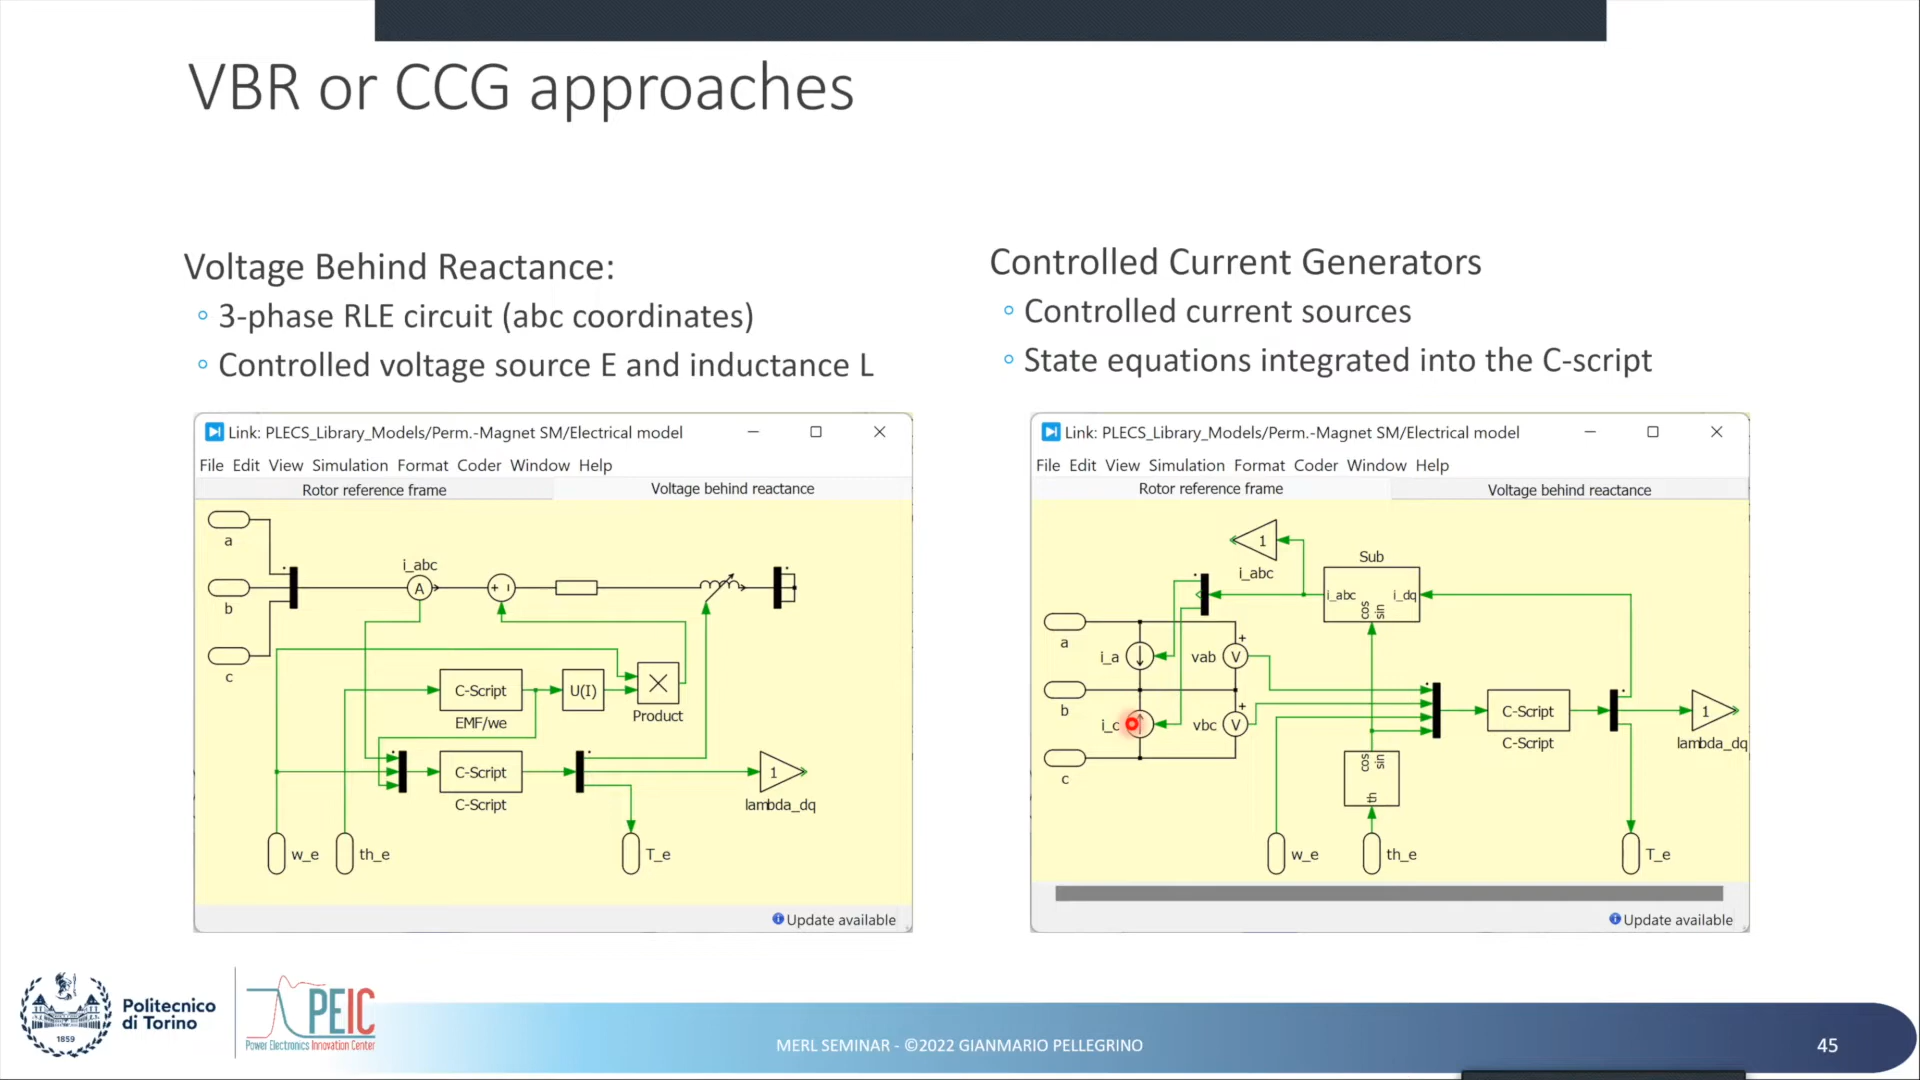 VBR or CCG approaches
Voltage Behind Reactance:
3-phase RLE circuit (abc coordinates)
Controlled voltage source E and inductance L
Controlled Current Generators
Controlled current sources
State equations integrated into the C-script
Link: PLECS_Library_Models/Perm.-Magnet SM/Electrical model
File Edit View Simulation Format Coder Window Help
Rotor reference frame Voltage behind reactance
a
i_abc
A
b
c
C-Script
U(I)
EMF/we
Product
C-Script
C-Script
1
lambda_dq
w_e
th_e
T_e
Update available
Link: PLECS_Library_Models/Perm.-Magnet SM/Electrical model
File Edit View Simulation Format Coder Window Help
Rotor reference frame Voltage behind reactance
1
i_abc
Sub
i_abc
i_dq
cos
sin
a
i_a
vab
V
b
i_c
vbc
V
c
C-Script
C-Script
1
lambda_dq
cos
sin
th
w_e
th_e
T_e
Update available
Politecnico
di Torino
1859
PEIC
Power Electronics Innovation Center
MERL SEMINAR - ©2022 GIANMARIO PELLEGRINO
45